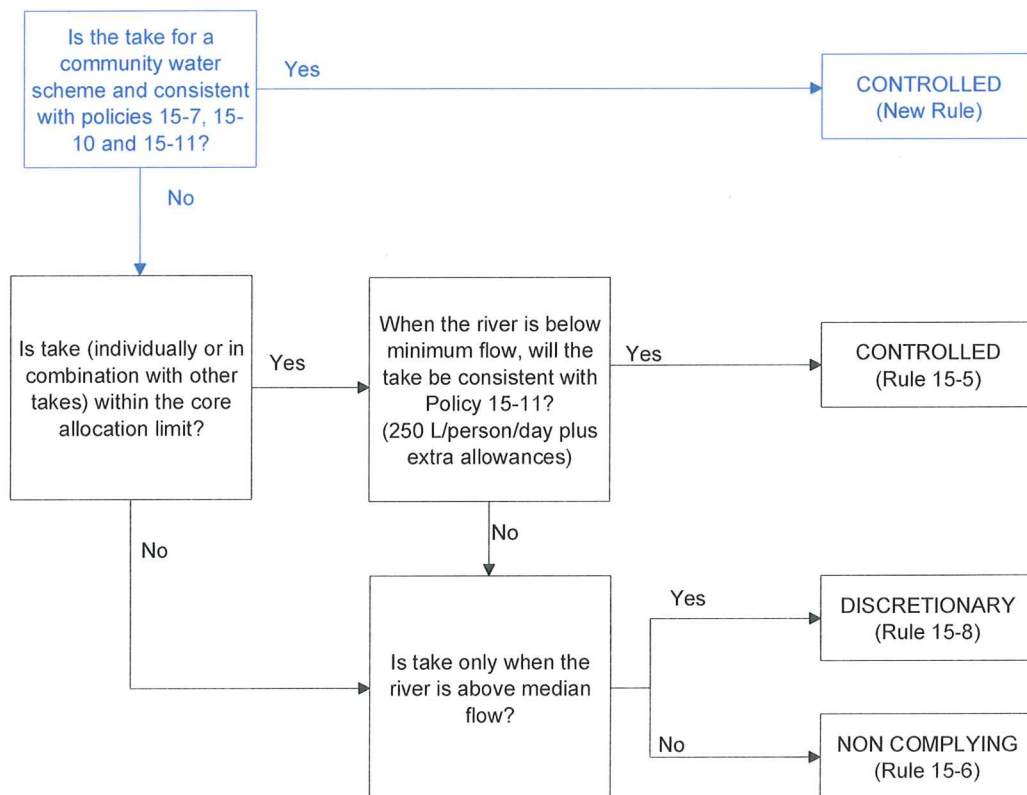 Is the take for a
community water
scheme and consistent
with policies 15-7, 15-
10 and 15-11?
Yes
CONTROLLED
(New Rule)
No
Is take (individually or in
combination with other
takes) within the core
allocation limit?
Yes
When the river is below
minimum flow, will the
take be consistent with
Policy 15-11?
(250 L/person/day plus
extra allowances)
Yes
CONTROLLED
(Rule 15-5)
No
No
Is take only when the
river is above median
flow?
Yes
DISCRETIONARY
(Rule 15-8)
No
NON COMPLYING
(Rule 15-6)